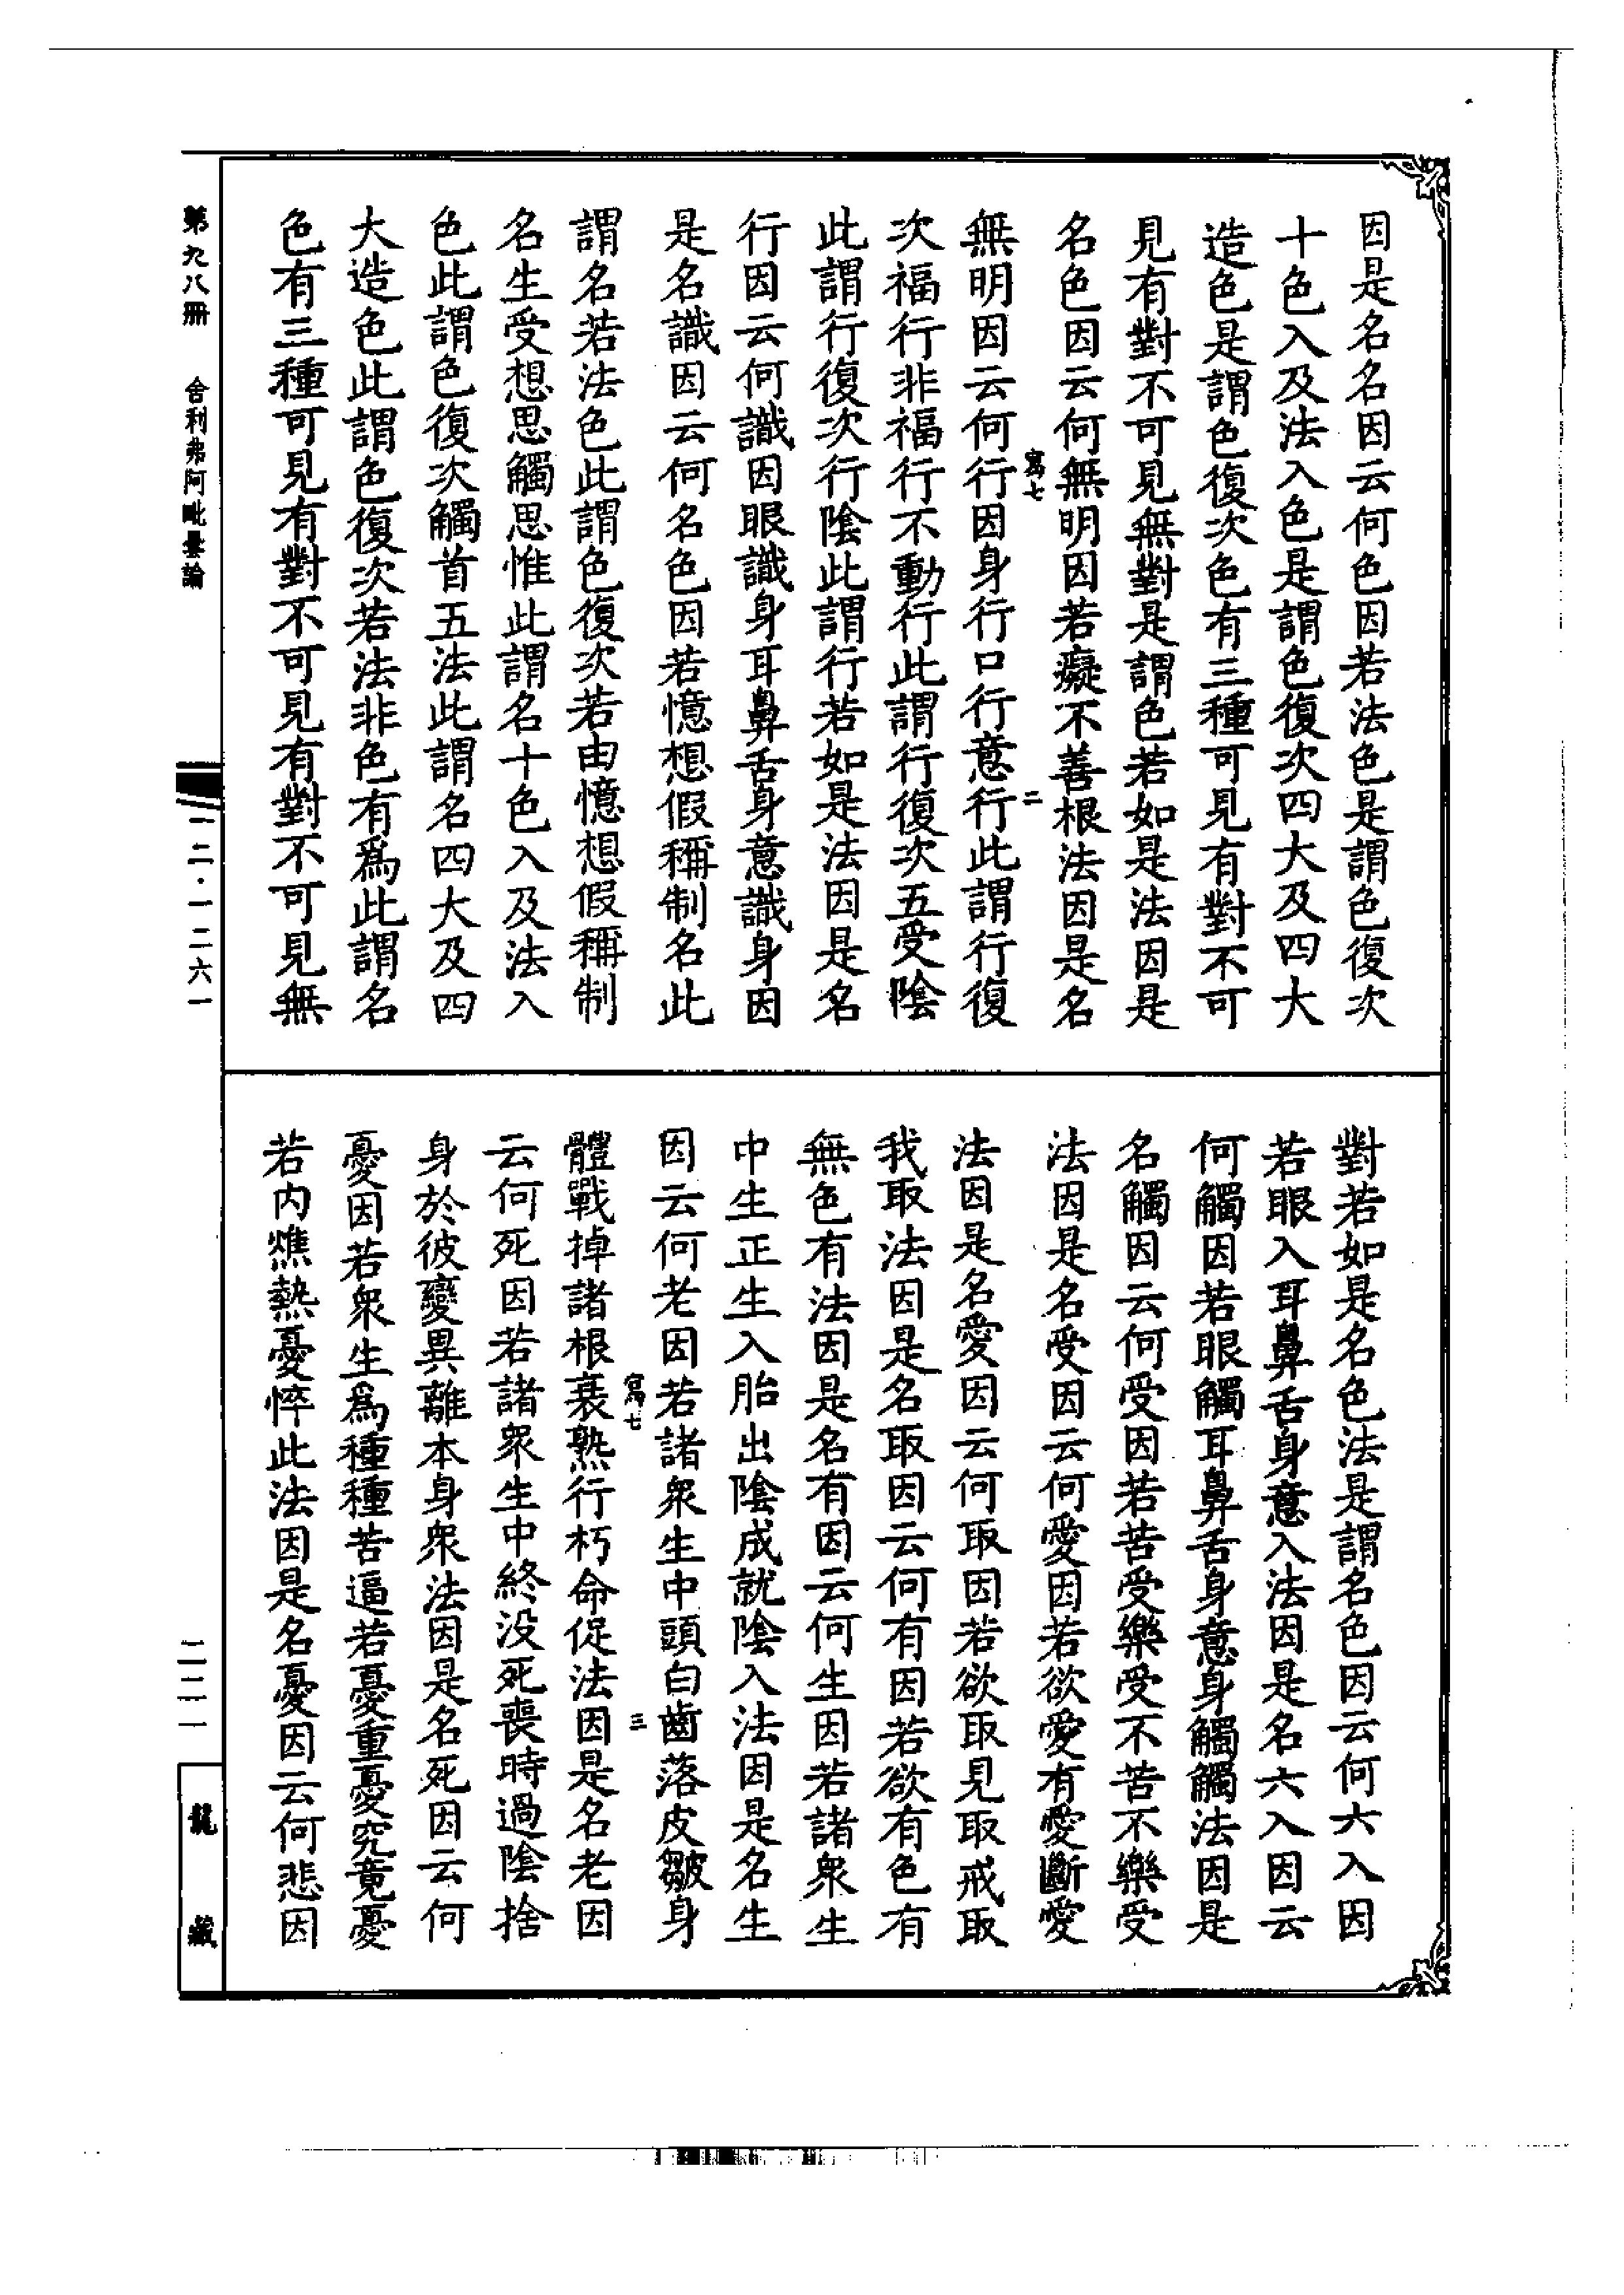 因是名名因云何色因若法色是謂色復次
十色入及法入色是謂色復次四大及四大
造色是謂色復次色有三種可見有對不可
見有對不可見無對是謂色若如是法因是
名色因云何無明因若癡不善根法因是名
寫七 二
無明因云何行因身行口行意行此謂行復
次福行非福行不動行此謂行復次五受陰
此謂行復次行陰此謂行若如是法因是名
行因云何識因眼識身耳鼻舌身意識身因
是名識因云何名色因若憶想假稱制名此
謂名若法色此謂色復次若由憶想假稱制
名生受想思觸思惟此謂名十色入及法入
色此謂色復次觸首五法此謂名四大及四
大造色此謂色復次若法非色有爲此謂名
色有三種可見有對不可見有對不可見無
對若如是名色法是謂名色因云何六入因
若眼入耳鼻舌身意入法因是名六入因云
何觸因若眼觸耳鼻舌身意身觸觸法因是
名觸因云何受因若苦受樂受不苦不樂受
法因是名受因云何愛因若欲愛有愛斷愛
法因是名愛因云何取因若欲取見取戒取
我取法因是名取因云何有因若欲有色有
無色有法因是名有因云何生因若諸衆生
中生正生入胎出陰成就陰入法因是名生
因云何老因若諸衆生中頭白齒落皮皺身
寫七 三
體戰掉諸根衰熟行朽命促法因是名老因
云何死因若諸衆生中終没死喪時過陰捨
身於彼變異離本身衆法因是名死因云何
憂因若衆生爲種種苦逼若憂重憂究竟憂
若内燋熱憂悴此法因是名憂因云何悲因
第九八册 舍利弗阿毗曇論
一二·一二六一
二二一
龍藏